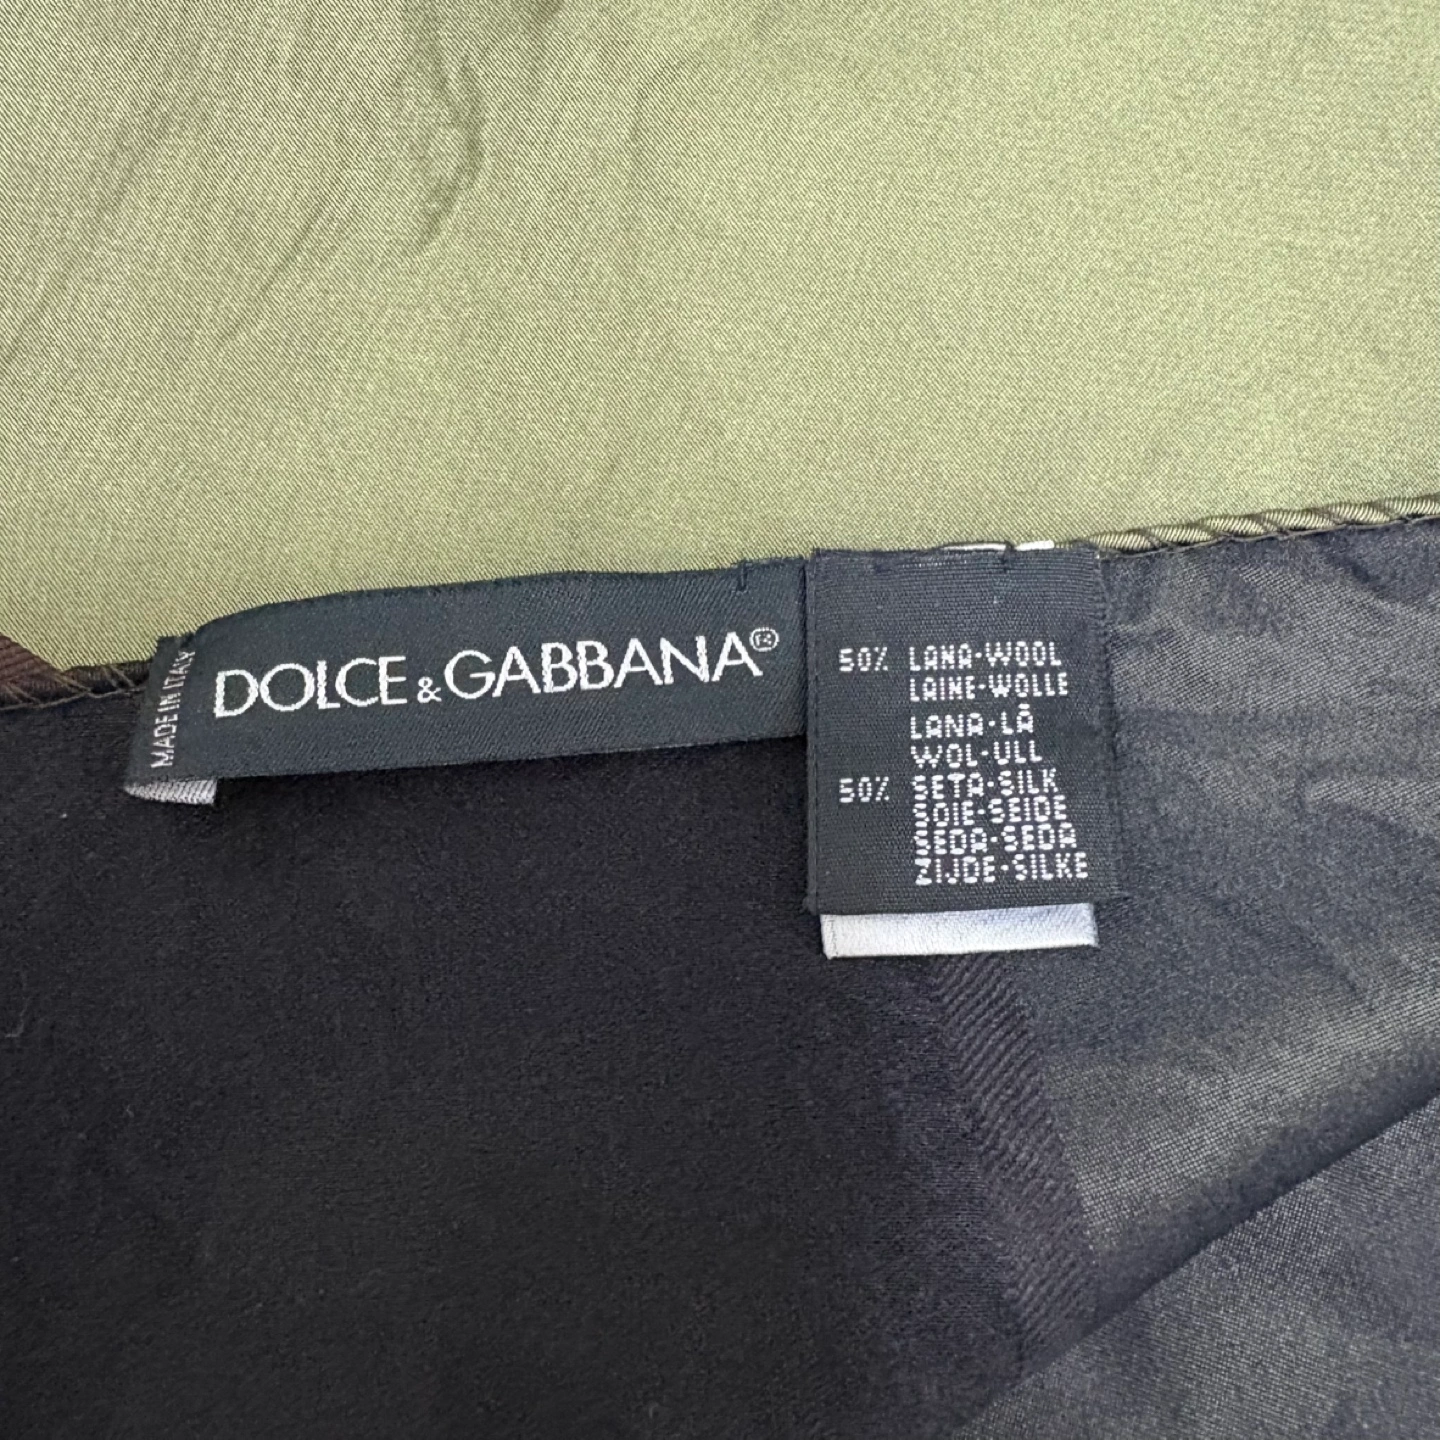 MADE IN ITALY
DOLCE & GABBANA®
50% LANA-WOOL
LAINE-WOLLE
LANA-LÃ
WOL-ULL
50% SETA-SILK
SOIE-SEIDE
SEDA-SEDA
ZIJDE-SILKE